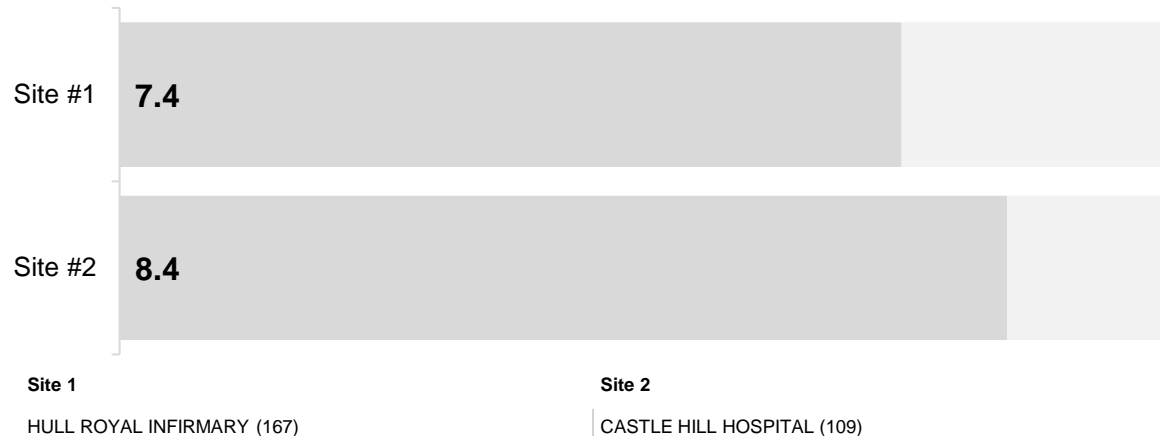 Site #1 7.4
Site #2 8.4
Site 1 Site 2
HULL ROYAL INFIRMARY (167) CASTLE HILL HOSPITAL (109)